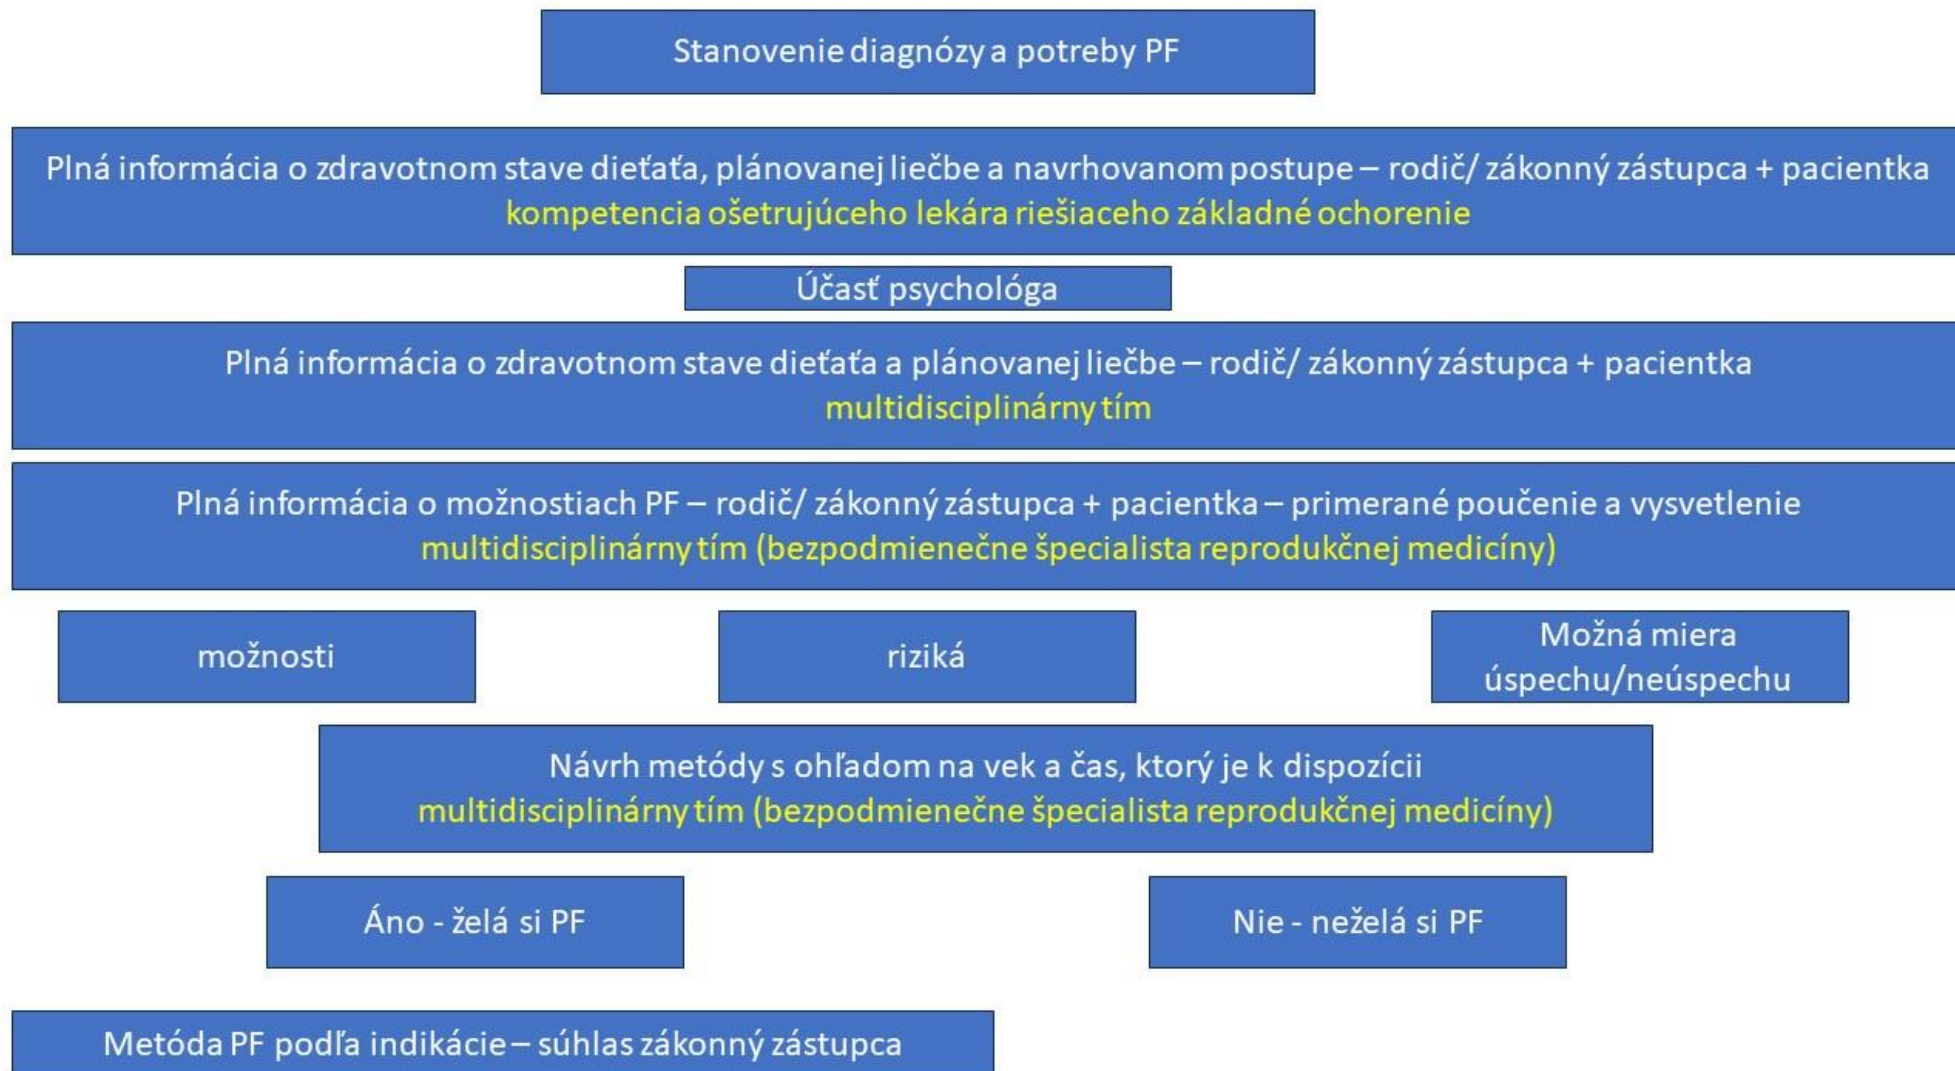 Stanovenie diagnózy a potreby PF
Plná informácia o zdravotnom stave dieťaťa, plánovanej liečbe a navrhovanom postupe – rodič/ zákonný zástupca + pacientka
kompetencia ošetrujúceho lekára riešiaceho základné ochorenie
Účasť psychológa
Plná informácia o zdravotnom stave dieťaťa a plánovanej liečbe – rodič/ zákonný zástupca + pacientka
multidisciplinárny tím
Plná informácia o možnostiach PF – rodič/ zákonný zástupca + pacientka – primerané poučenie a vysvetlenie
multidisciplinárny tím (bezpodmienečne špecialista reprodukčnej medicíny)
možnosti
riziká
Možná miera
úspechu/neúspechu
Návrh metódy s ohľadom na vek a čas, ktorý je k dispozícii
multidisciplinárny tím (bezpodmienečne špecialista reprodukčnej medicíny)
Áno - želá si PF
Nie - neželá si PF
Metóda PF podľa indikácie – súhlas zákonný zástupca